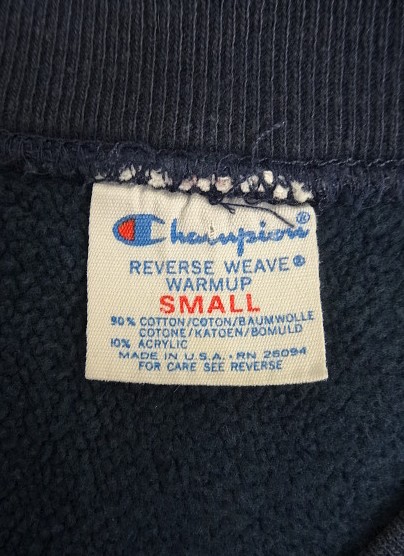 Champion®
REVERSE WEAVE®
WARMUP
SMALL
90% COTTON/COTON/BAUMWOLLE
COTONE/KATOEN/BOMULD
10% ACRYLIC
MADE IN U.S.A. • RN 26094
FOR CARE SEE REVERSE